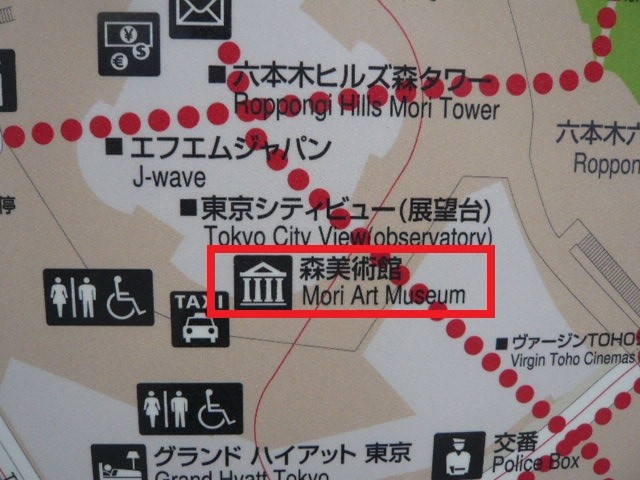 六本木ヒルズ森タワー
Roppongi Hills Mori Tower
エフエムジャパン
J-wave
六本木
Roppon
停
東京シティビュー(展望台)
Tokyo City View(observatory)
森美術館
Mori Art Museum
TAXI
ヴァージンTOHO
Virgin Toho Cinemas
グランド ハイアット 東京
Grand Hyatt Tokyo
交番
Police Box